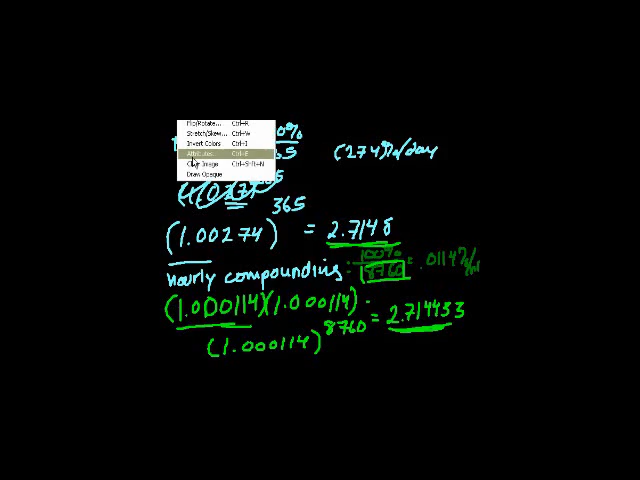 Flip/Rotate... Ctrl+R
Stretch/Skew... Ctrl+W
Invert Colors Ctrl+I
Attributes... Ctrl+E
Clear Image Ctrl+Shft+N
Draw Opaque
(.274)%/day
365
(1.00274) = 2.7148
hourly compounding : 100% / 8760 = .0114%/hr
(1.000114)(1.000114) .
(1.000114)^8760 = 2.714433